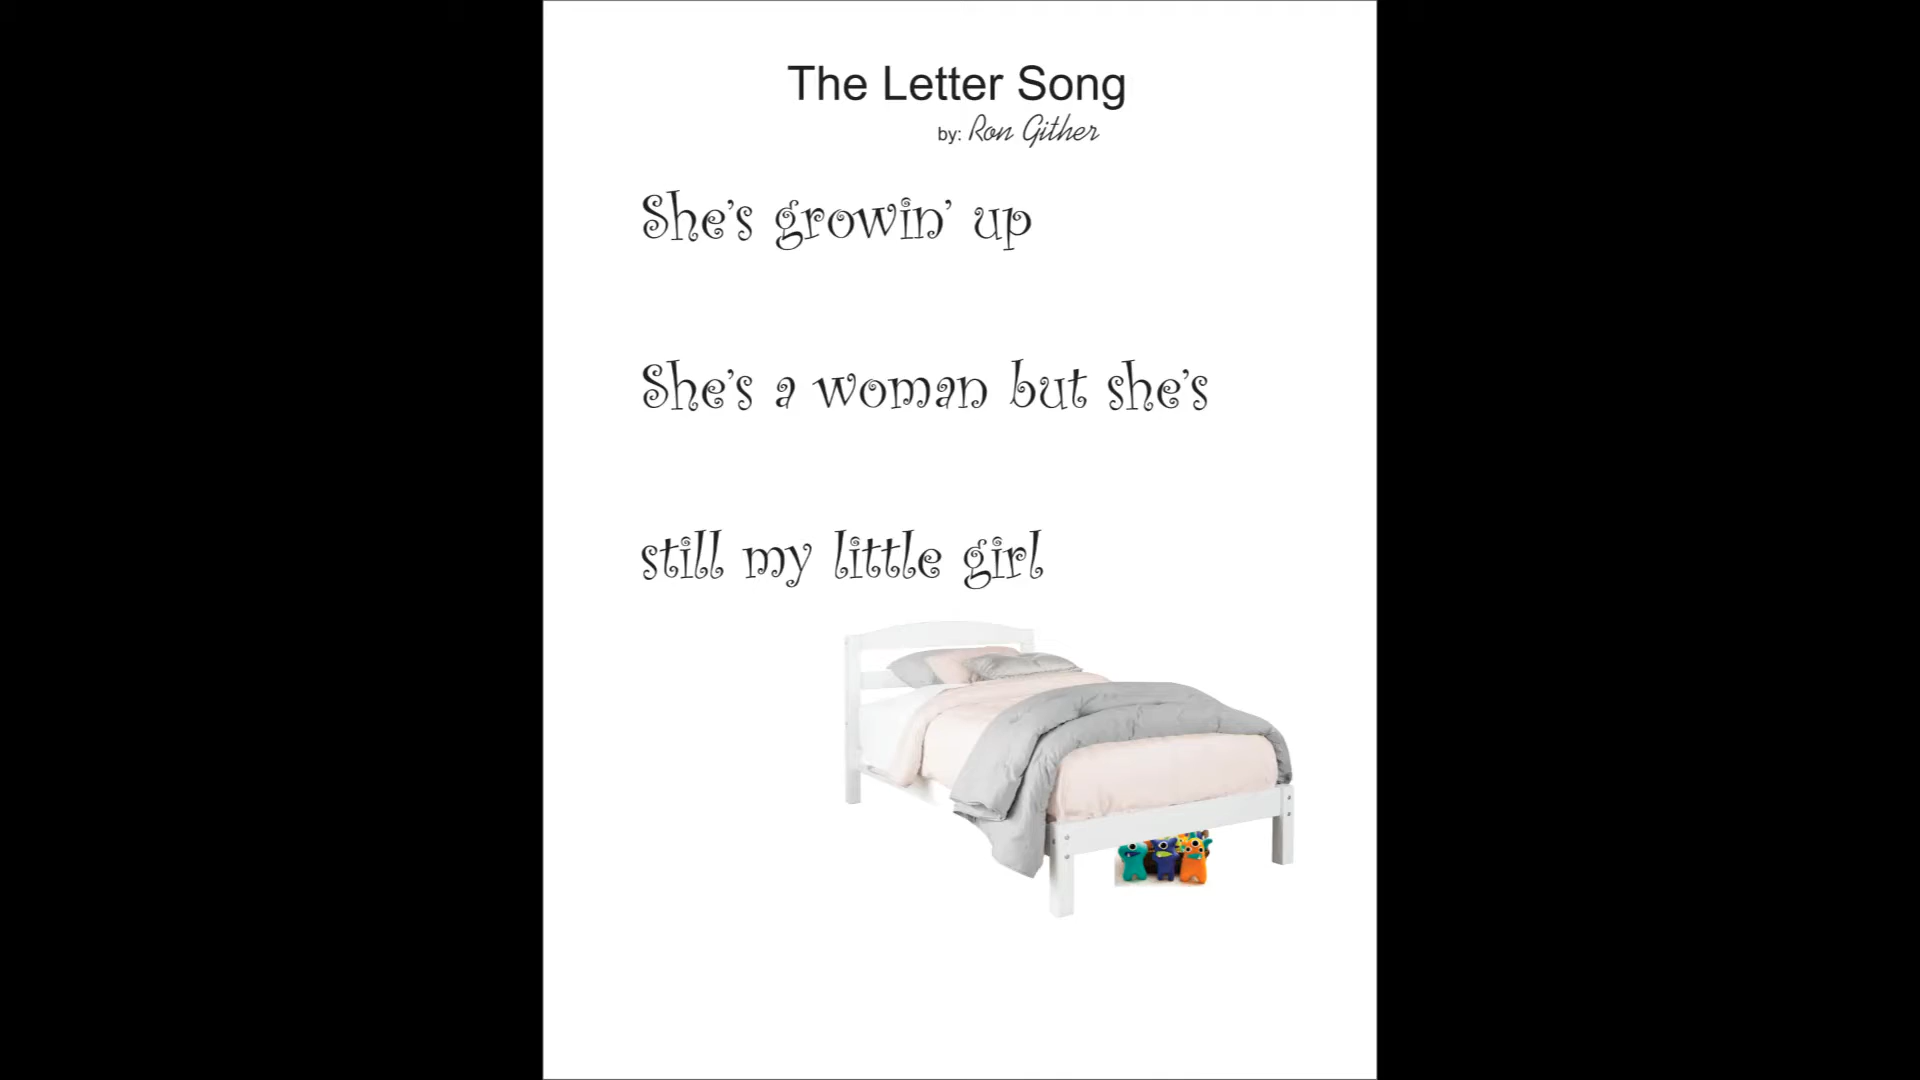 The Letter Song
by: Ron Gither
She's growin' up
She's a woman but she's
still my little girl